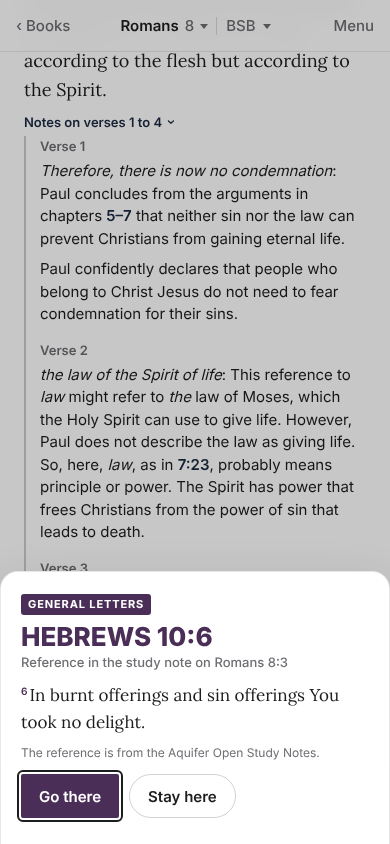 ‹ Books Romans 8 BSB Menu
according to the flesh but according to
the Spirit.
Notes on verses 1 to 4
Verse 1
Therefore, there is now no condemnation:
Paul concludes from the arguments in
chapters 5–7 that neither sin nor the law can
prevent Christians from gaining eternal life.
Paul confidently declares that people who
belong to Christ Jesus do not need to fear
condemnation for their sins.
Verse 2
the law of the Spirit of life: This reference to
law might refer to the law of Moses, which
the Holy Spirit can use to give life. However,
Paul does not describe the law as giving life.
So, here, law, as in 7:23, probably means
principle or power. The Spirit has power that
frees Christians from the power of sin that
leads to death.
Verse 3
GENERAL LETTERS
HEBREWS 10:6
Reference in the study note on Romans 8:3
6 In burnt offerings and sin offerings You
took no delight.
The reference is from the Aquifer Open Study Notes.
Go there Stay here